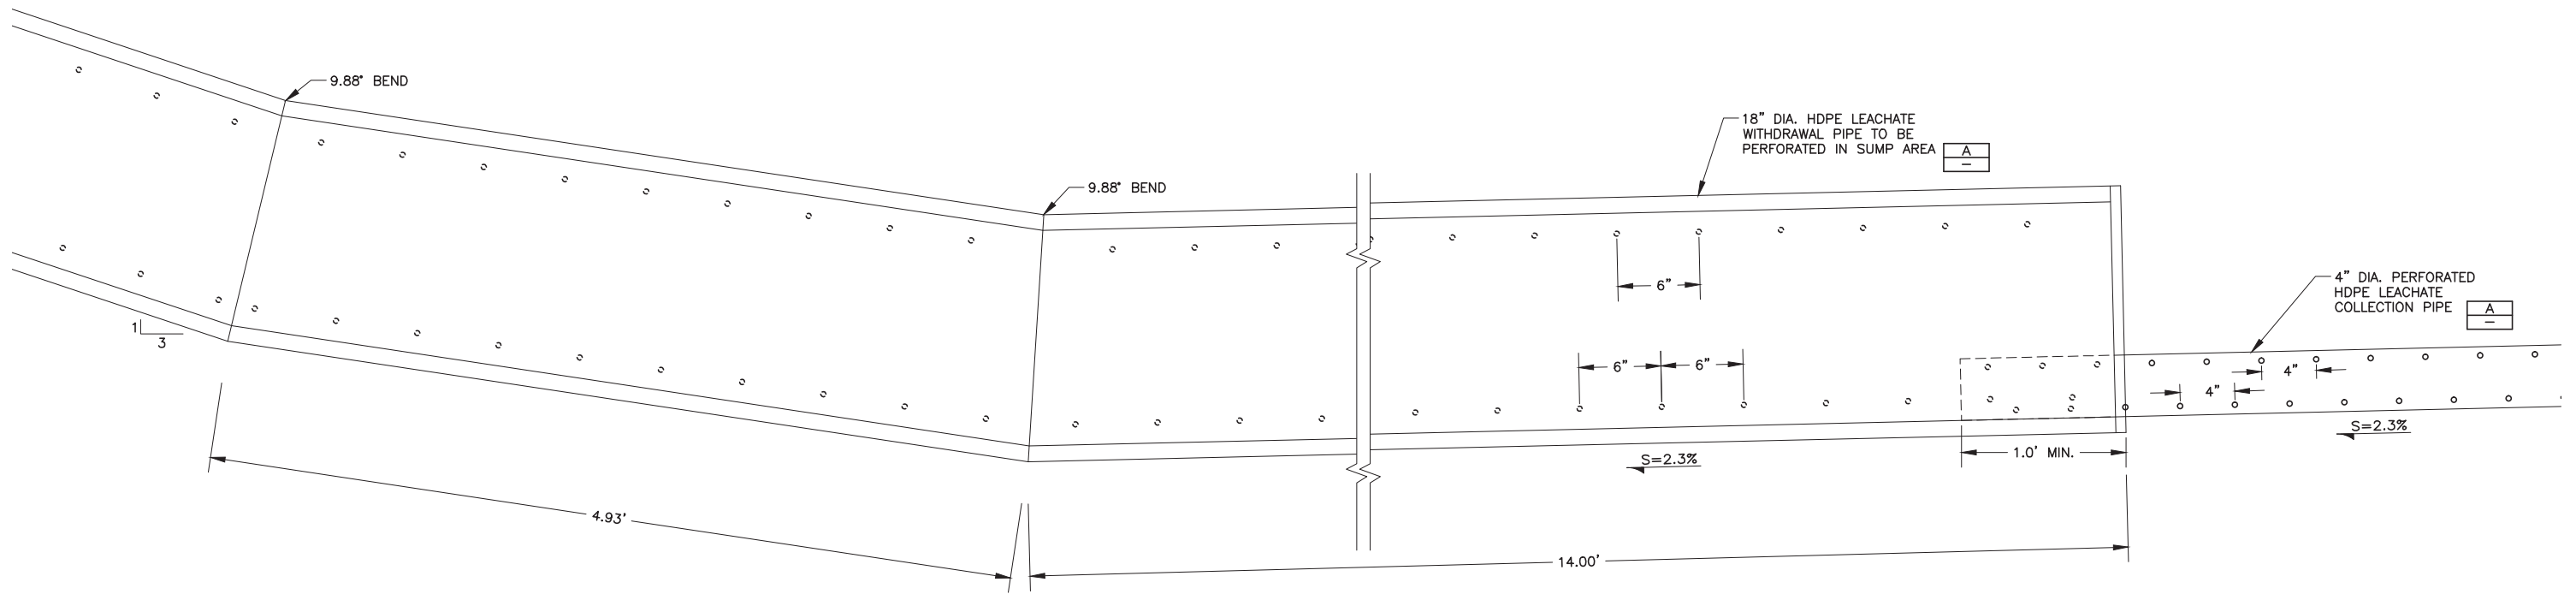 9.88° BEND
9.88° BEND
18" DIA. HDPE LEACHATE
WITHDRAWAL PIPE TO BE
PERFORATED IN SUMP AREA
A
–
6"
4" DIA. PERFORATED
HDPE LEACHATE
COLLECTION PIPE
A
–
1
3
6"
6"
4"
4"
S=2.3%
S=2.3%
1.0' MIN.
4.93'
14.00'